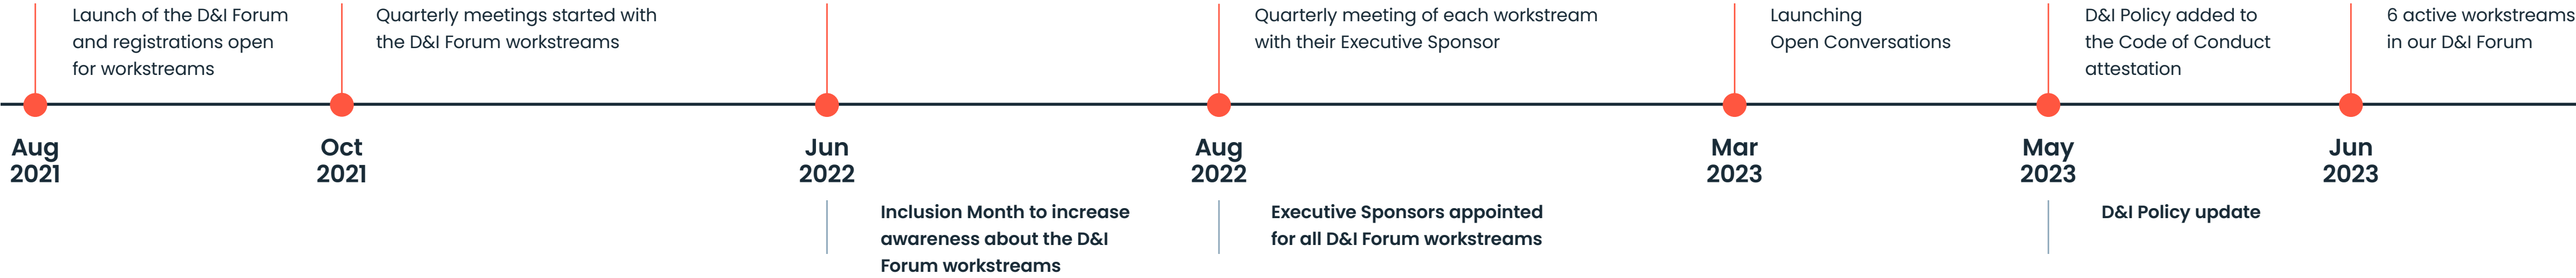 Launch of the D&I Forum
and registrations open
for workstreams
Quarterly meetings started with
the D&I Forum workstreams
Quarterly meeting of each workstream
with their Executive Sponsor
Launching
Open Conversations
D&I Policy added to
the Code of Conduct
attestation
6 active workstreams
in our D&I Forum
Aug
2021
Oct
2021
Jun
2022
Aug
2022
Mar
2023
May
2023
Jun
2023
Inclusion Month to increase
awareness about the D&I
Forum workstreams
Executive Sponsors appointed
for all D&I Forum workstreams
D&I Policy update